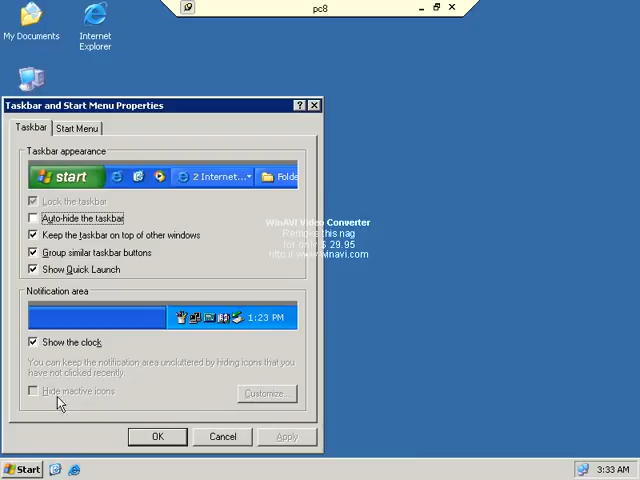 pc8
My Documents
Internet
Explorer
Taskbar and Start Menu Properties
Taskbar
Start Menu
Taskbar appearance
start
2 Internet...
Folde
Lock the taskbar
Auto-hide the taskbar
Keep the taskbar on top of other windows
Group similar taskbar buttons
Show Quick Launch
WinAVI Video Converter
Remove this nag
for only $ 29.95
Notification area
1:23 PM
Show the clock
You can keep the notification area uncluttered by hiding icons that you
have not clicked recently.
Hide inactive icons
Customize...
OK
Cancel
Apply
Start
3:33 AM